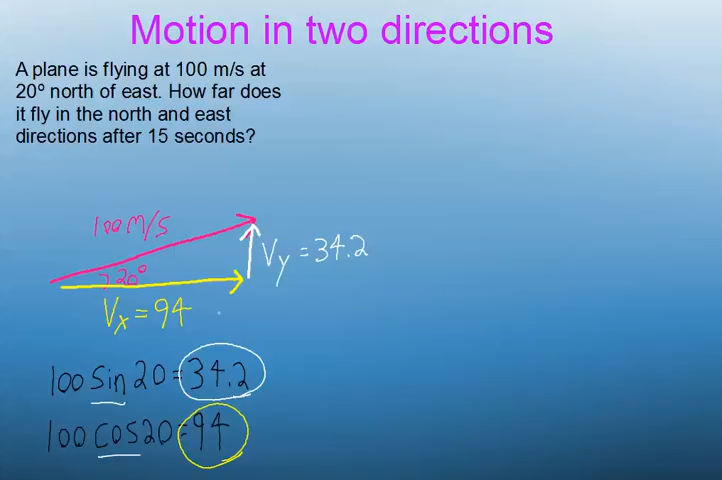 Motion in two directions
A plane is flying at 100 m/s at
20º north of east. How far does
it fly in the north and east
directions after 15 seconds?
100 M/S
Vy = 34.2
20°
Vx = 94
100 sin 20 = 34.2
100 cos 20 = 94